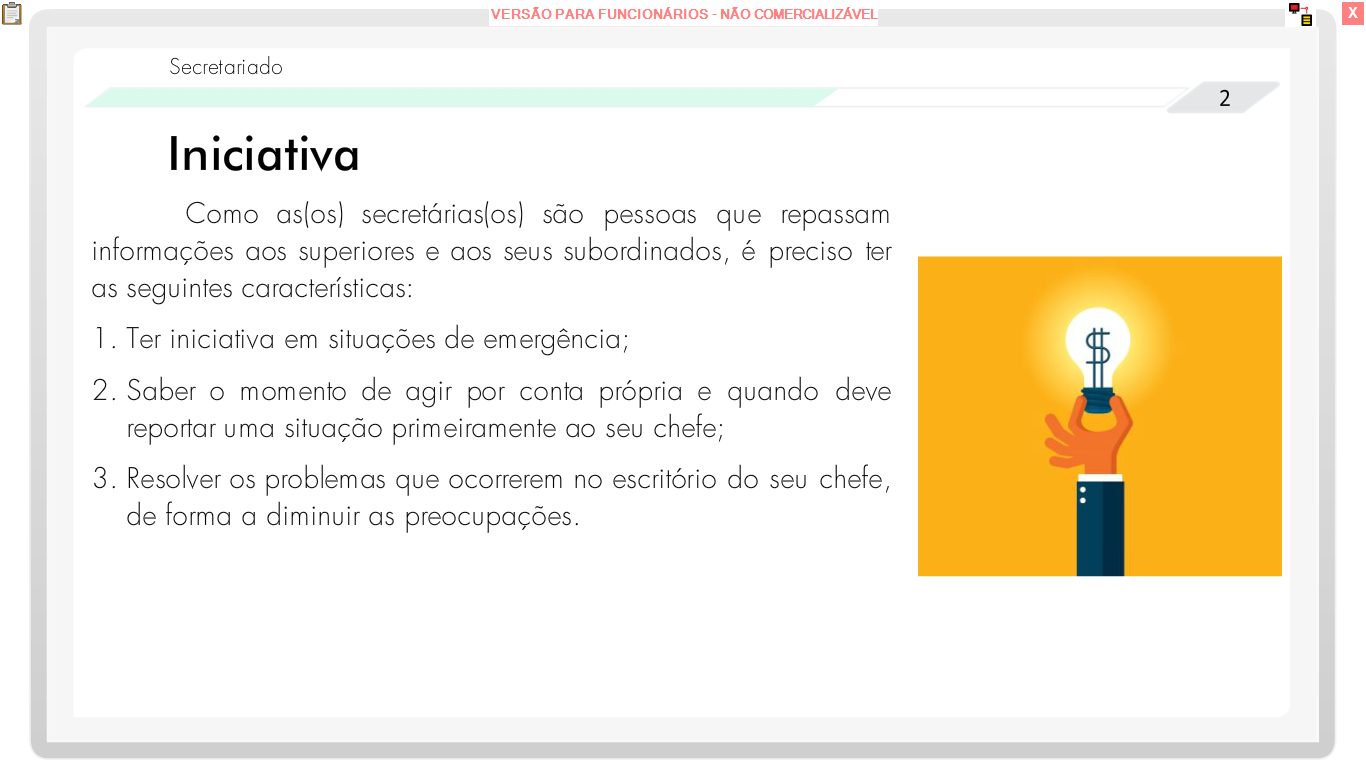 VERSÃO PARA FUNCIONÁRIOS - NÃO COMERCIALIZÁVEL
X
Secretariado
2
Iniciativa
Como as(os) secretárias(os) são pessoas que repassam
informações aos superiores e aos seus subordinados, é preciso ter
as seguintes características:
1. Ter iniciativa em situações de emergência;
2. Saber o momento de agir por conta própria e quando deve
reportar uma situação primeiramente ao seu chefe;
3. Resolver os problemas que ocorrerem no escritório do seu chefe,
de forma a diminuir as preocupações.
$